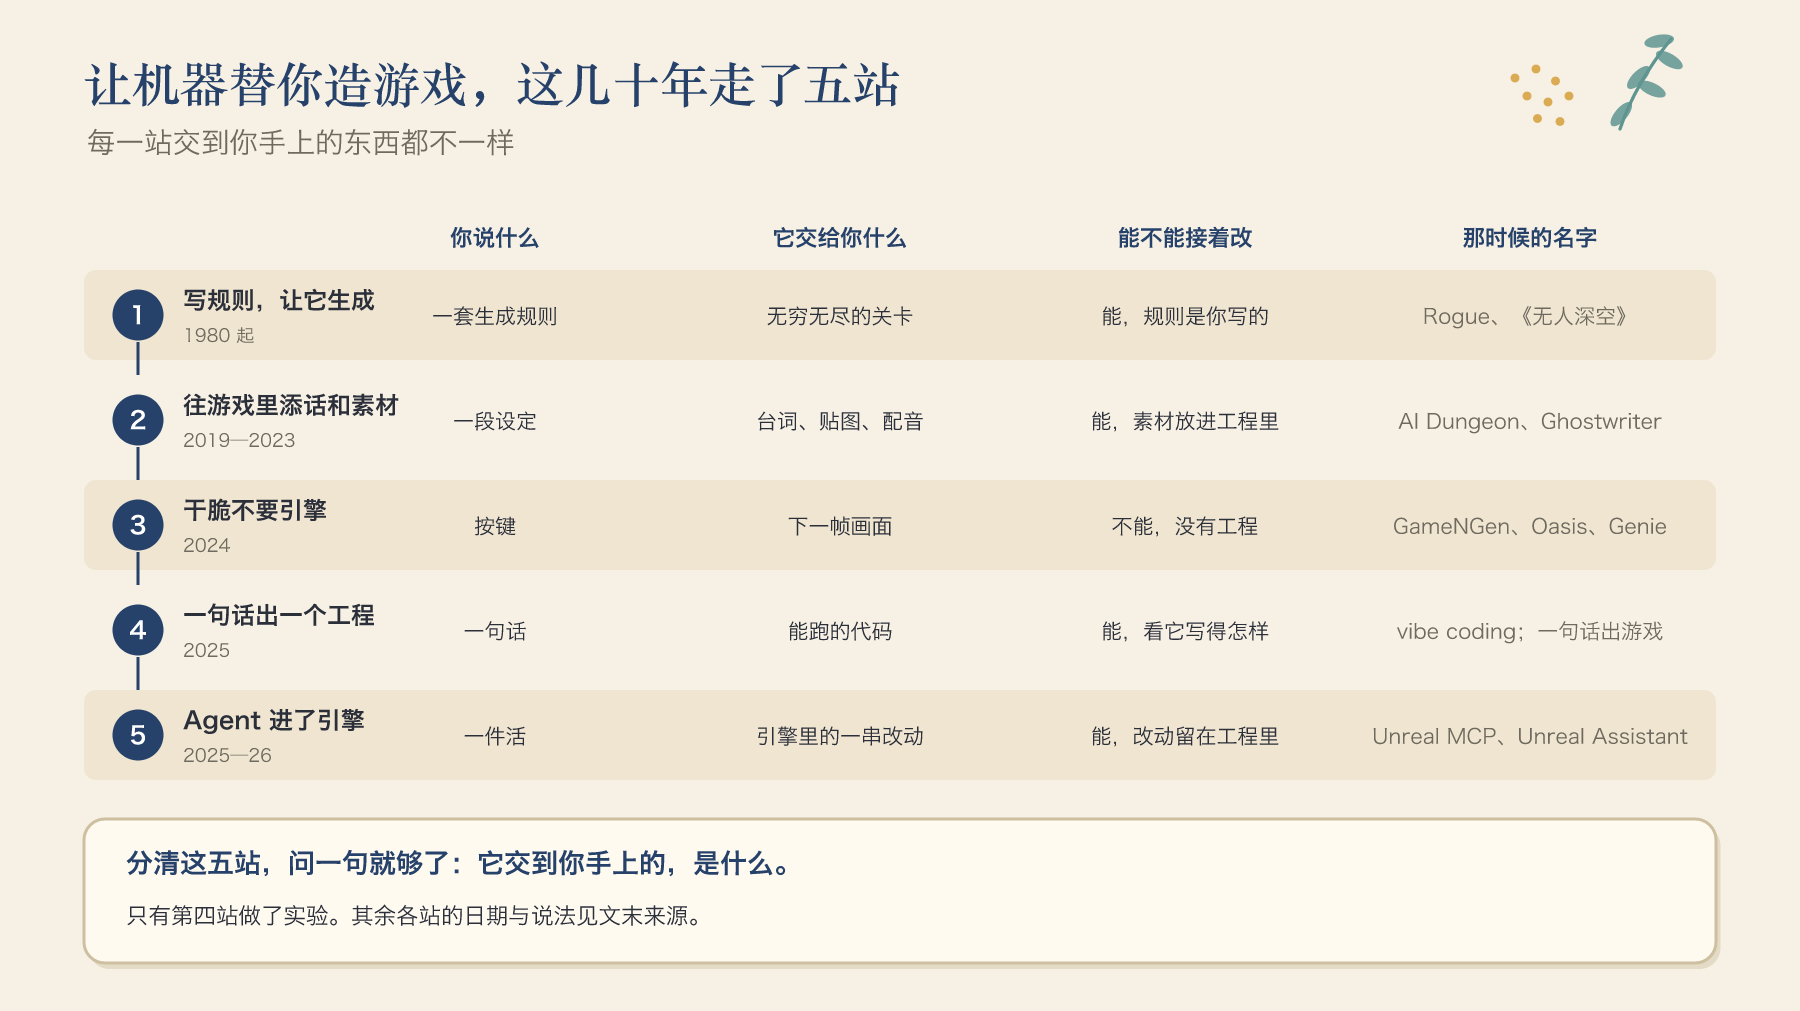 让机器替你造游戏，这几十年走了五站
每一站交到你手上的东西都不一样
你说什么 它交给你什么 能不能接着改 那时候的名字
1 写规则，让它生成 一套生成规则 无穷无尽的关卡 能，规则是你写的 Rogue、《无人深空》
1980 起
2 往游戏里添话和素材 一段设定 台词、贴图、配音 能，素材放进工程里 AI Dungeon、Ghostwriter
2019—2023
3 干脆不要引擎 按键 下一帧画面 不能，没有工程 GameNGen、Oasis、Genie
2024
4 一句话出一个工程 一句话 能跑的代码 能，看它写得怎样 vibe coding；一句话出游戏
2025
5 Agent 进了引擎 一件活 引擎里的一串改动 能，改动留在工程里 Unreal MCP、Unreal Assistant
2025—26
分清这五站，问一句就够了：它交到你手上的，是什么。
只有第四站做了实验。其余各站的日期与说法见文末来源。